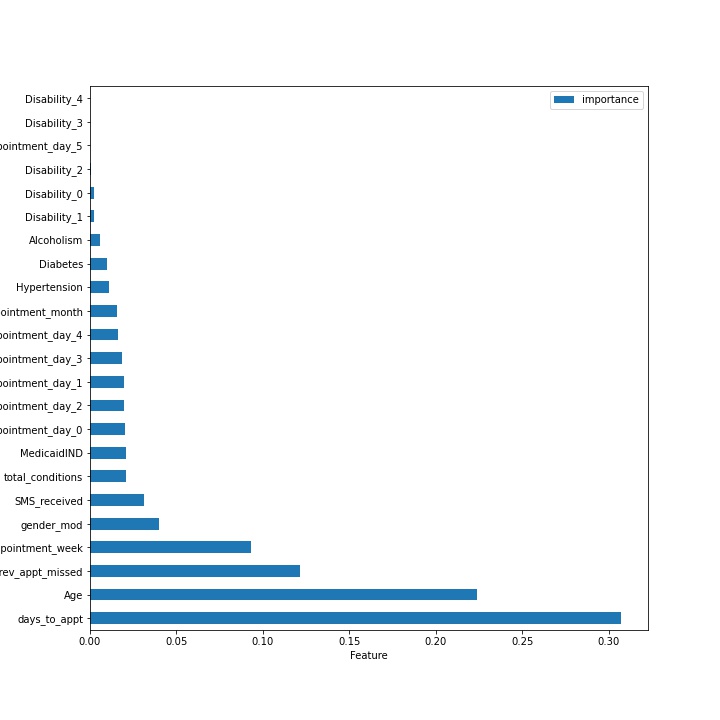 importance
Disability_4
Disability_3
pointment_day_5
Disability_2
Disability_0
Disability_1
Alcoholism
Diabetes
Hypertension
ointment_month
pointment_day_4
pointment_day_3
pointment_day_1
pointment_day_2
pointment_day_0
MedicaidIND
total_conditions
SMS_received
gender_mod
pointment_week
rev_appt_missed
Age
days_to_appt
0.00 0.05 0.10 0.15 0.20 0.25 0.30
Feature